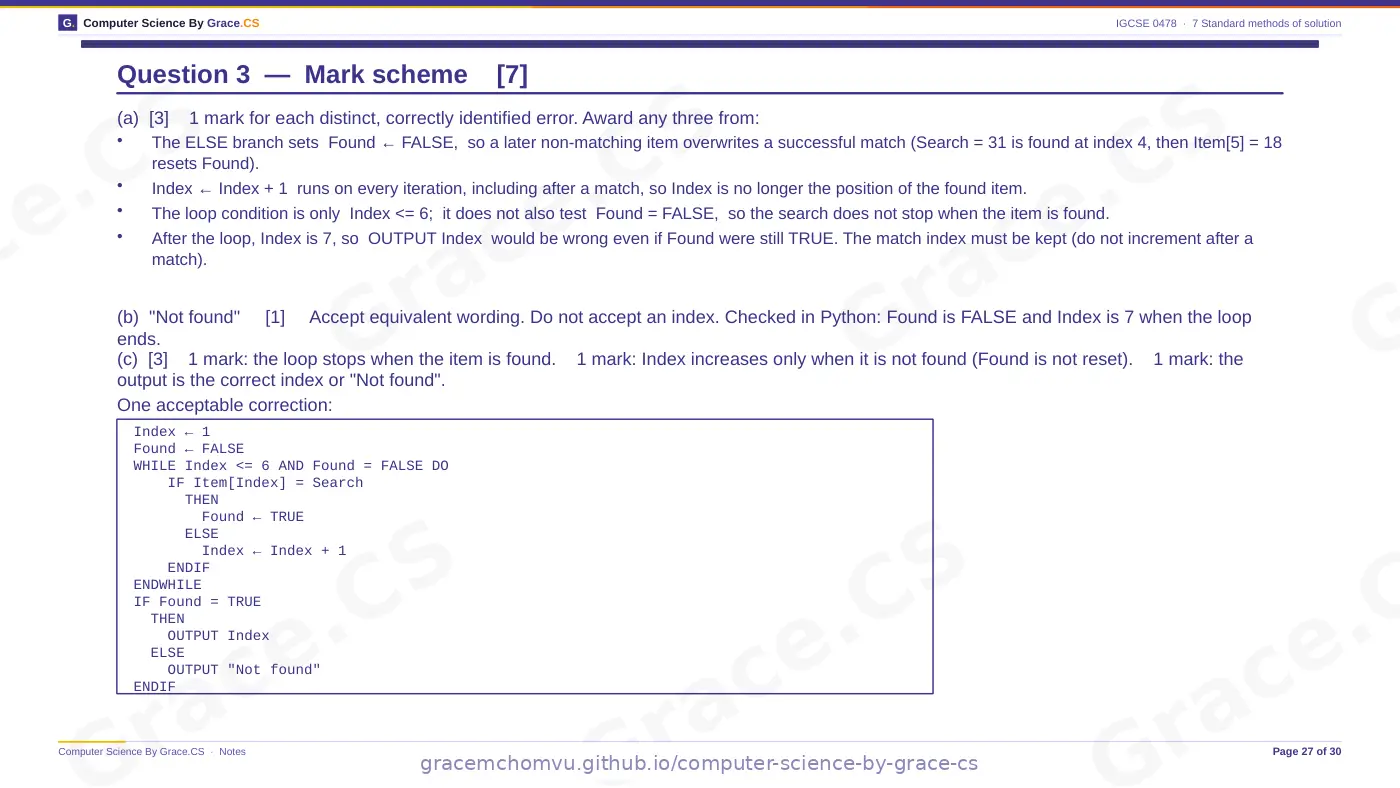 G. Computer Science By Grace.CS
IGCSE 0478 · 7 Standard methods of solution
Question 3 — Mark scheme [7]
(a) [3] 1 mark for each distinct, correctly identified error. Award any three from:
• The ELSE branch sets Found ← FALSE, so a later non-matching item overwrites a successful match (Search = 31 is found at index 4, then Item[5] = 18
resets Found).
• Index ← Index + 1 runs on every iteration, including after a match, so Index is no longer the position of the found item.
• The loop condition is only Index <= 6; it does not also test Found = FALSE, so the search does not stop when the item is found.
• After the loop, Index is 7, so OUTPUT Index would be wrong even if Found were still TRUE. The match index must be kept (do not increment after a
match).
(b) "Not found" [1] Accept equivalent wording. Do not accept an index. Checked in Python: Found is FALSE and Index is 7 when the loop
ends.
(c) [3] 1 mark: the loop stops when the item is found. 1 mark: Index increases only when it is not found (Found is not reset). 1 mark: the
output is the correct index or "Not found".
One acceptable correction:
Index ← 1
Found ← FALSE
WHILE Index <= 6 AND Found = FALSE DO
    IF Item[Index] = Search
      THEN
        Found ← TRUE
      ELSE
        Index ← Index + 1
    ENDIF
ENDWHILE
IF Found = TRUE
  THEN
    OUTPUT Index
  ELSE
    OUTPUT "Not found"
ENDIF
Computer Science By Grace.CS · Notes
Page 27 of 30
gracemchomvu.github.io/computer-science-by-grace-cs
Grace.CS